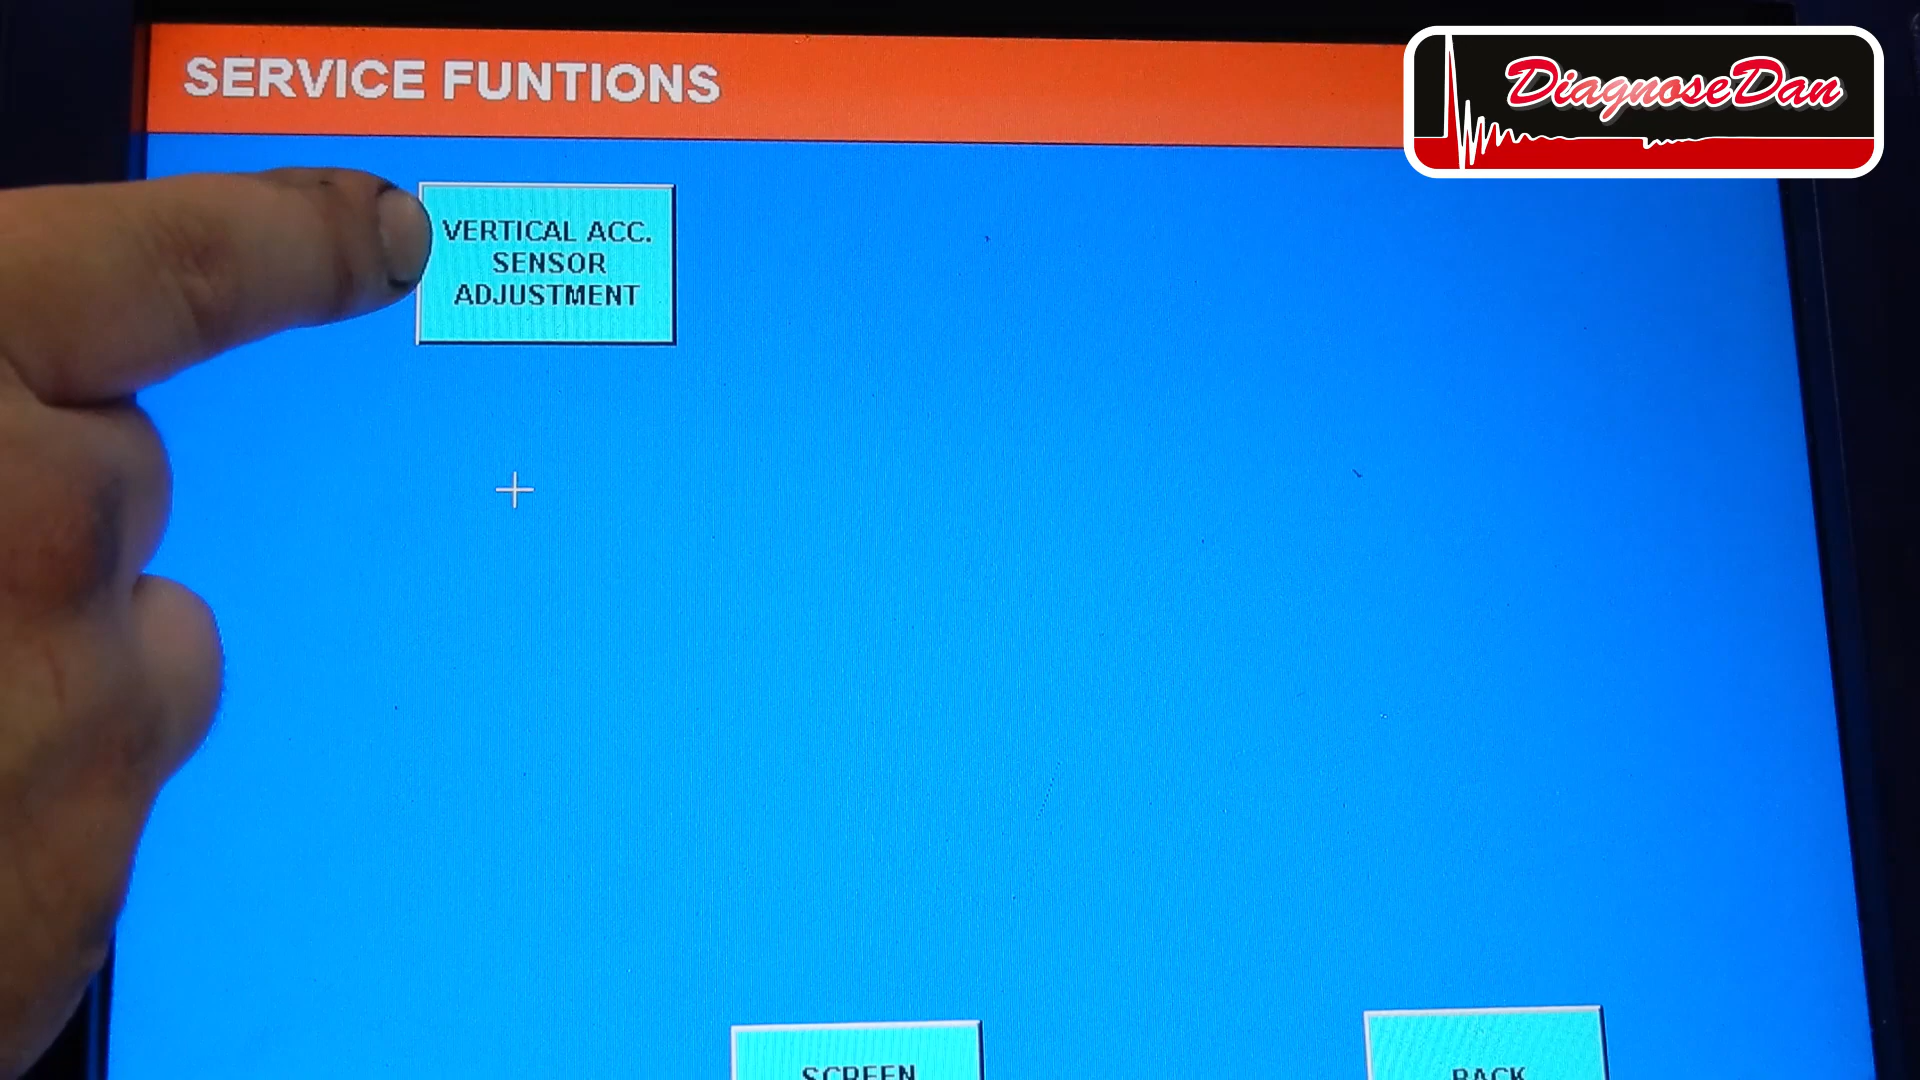 SERVICE FUNTIONS
DiagnoseDan
VERTICAL ACC.
SENSOR
ADJUSTMENT
SCREEN
BACK